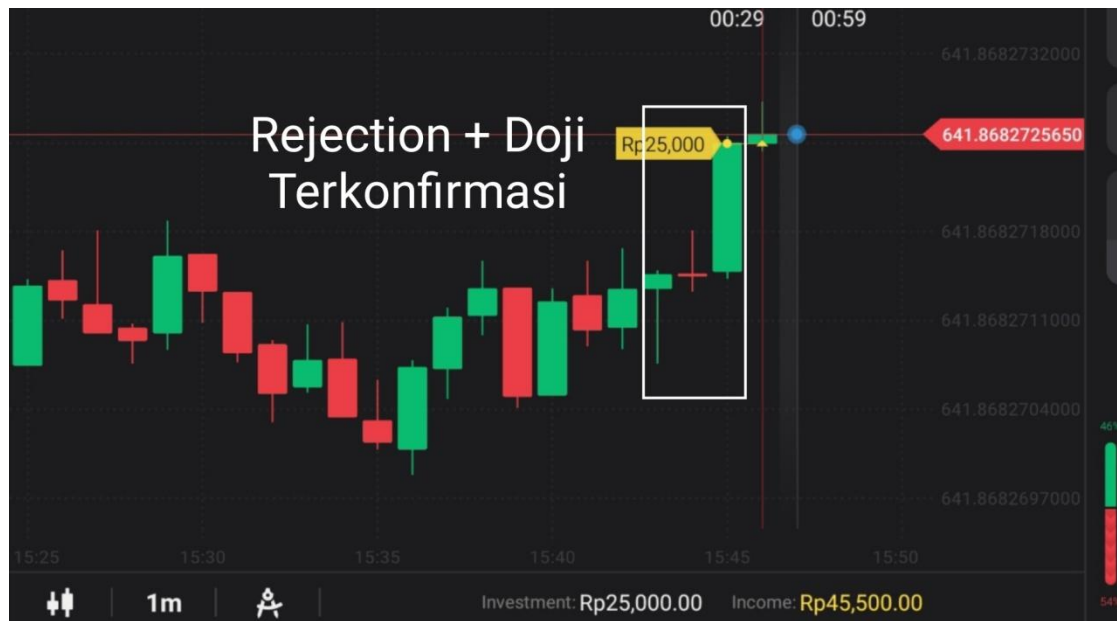 00:29 00:59
641.8682732000
Rejection + Doji
Terkonfirmasi
Rp25,000
641.8682725650
641.8682718000
641.8682711000
641.8682704000
46%
641.8682697000
15:25 15:30 15:35 15:40 15:45 15:50
1m Investment: Rp25,000.00 Income: Rp45,500.00
54%